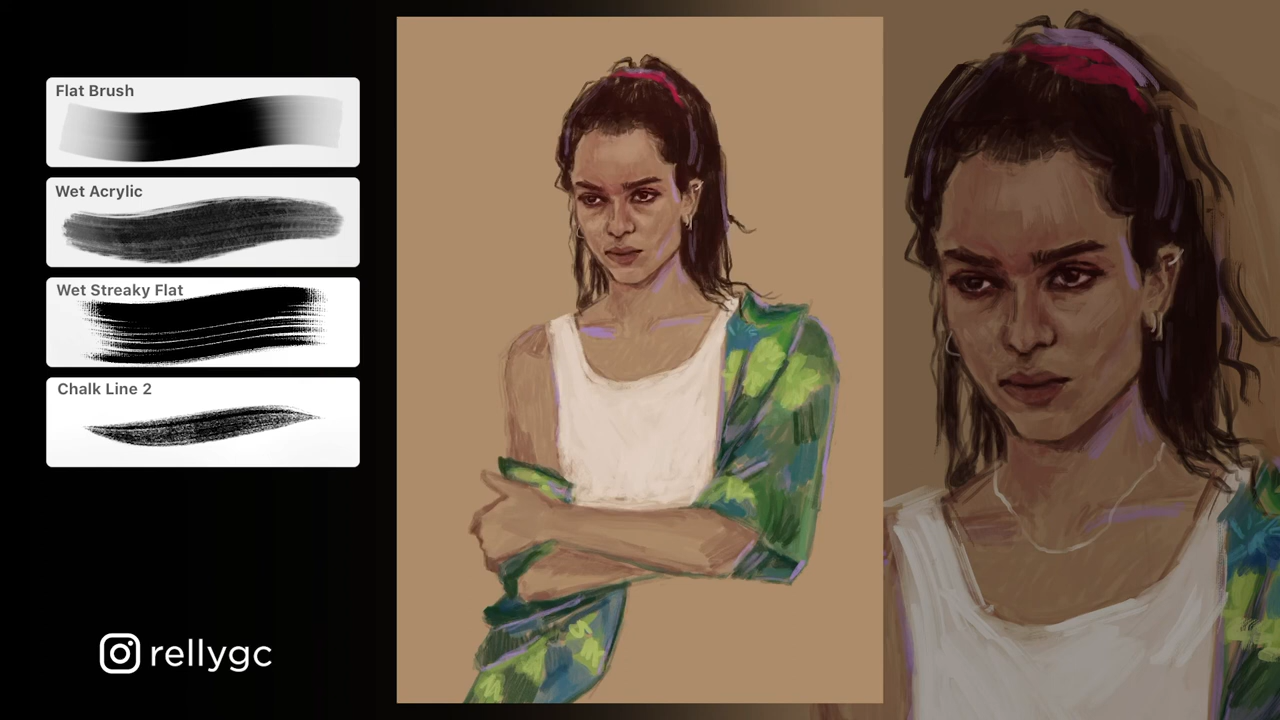 Flat Brush
Wet Acrylic
Wet Streaky Flat
Chalk Line 2
rellygc